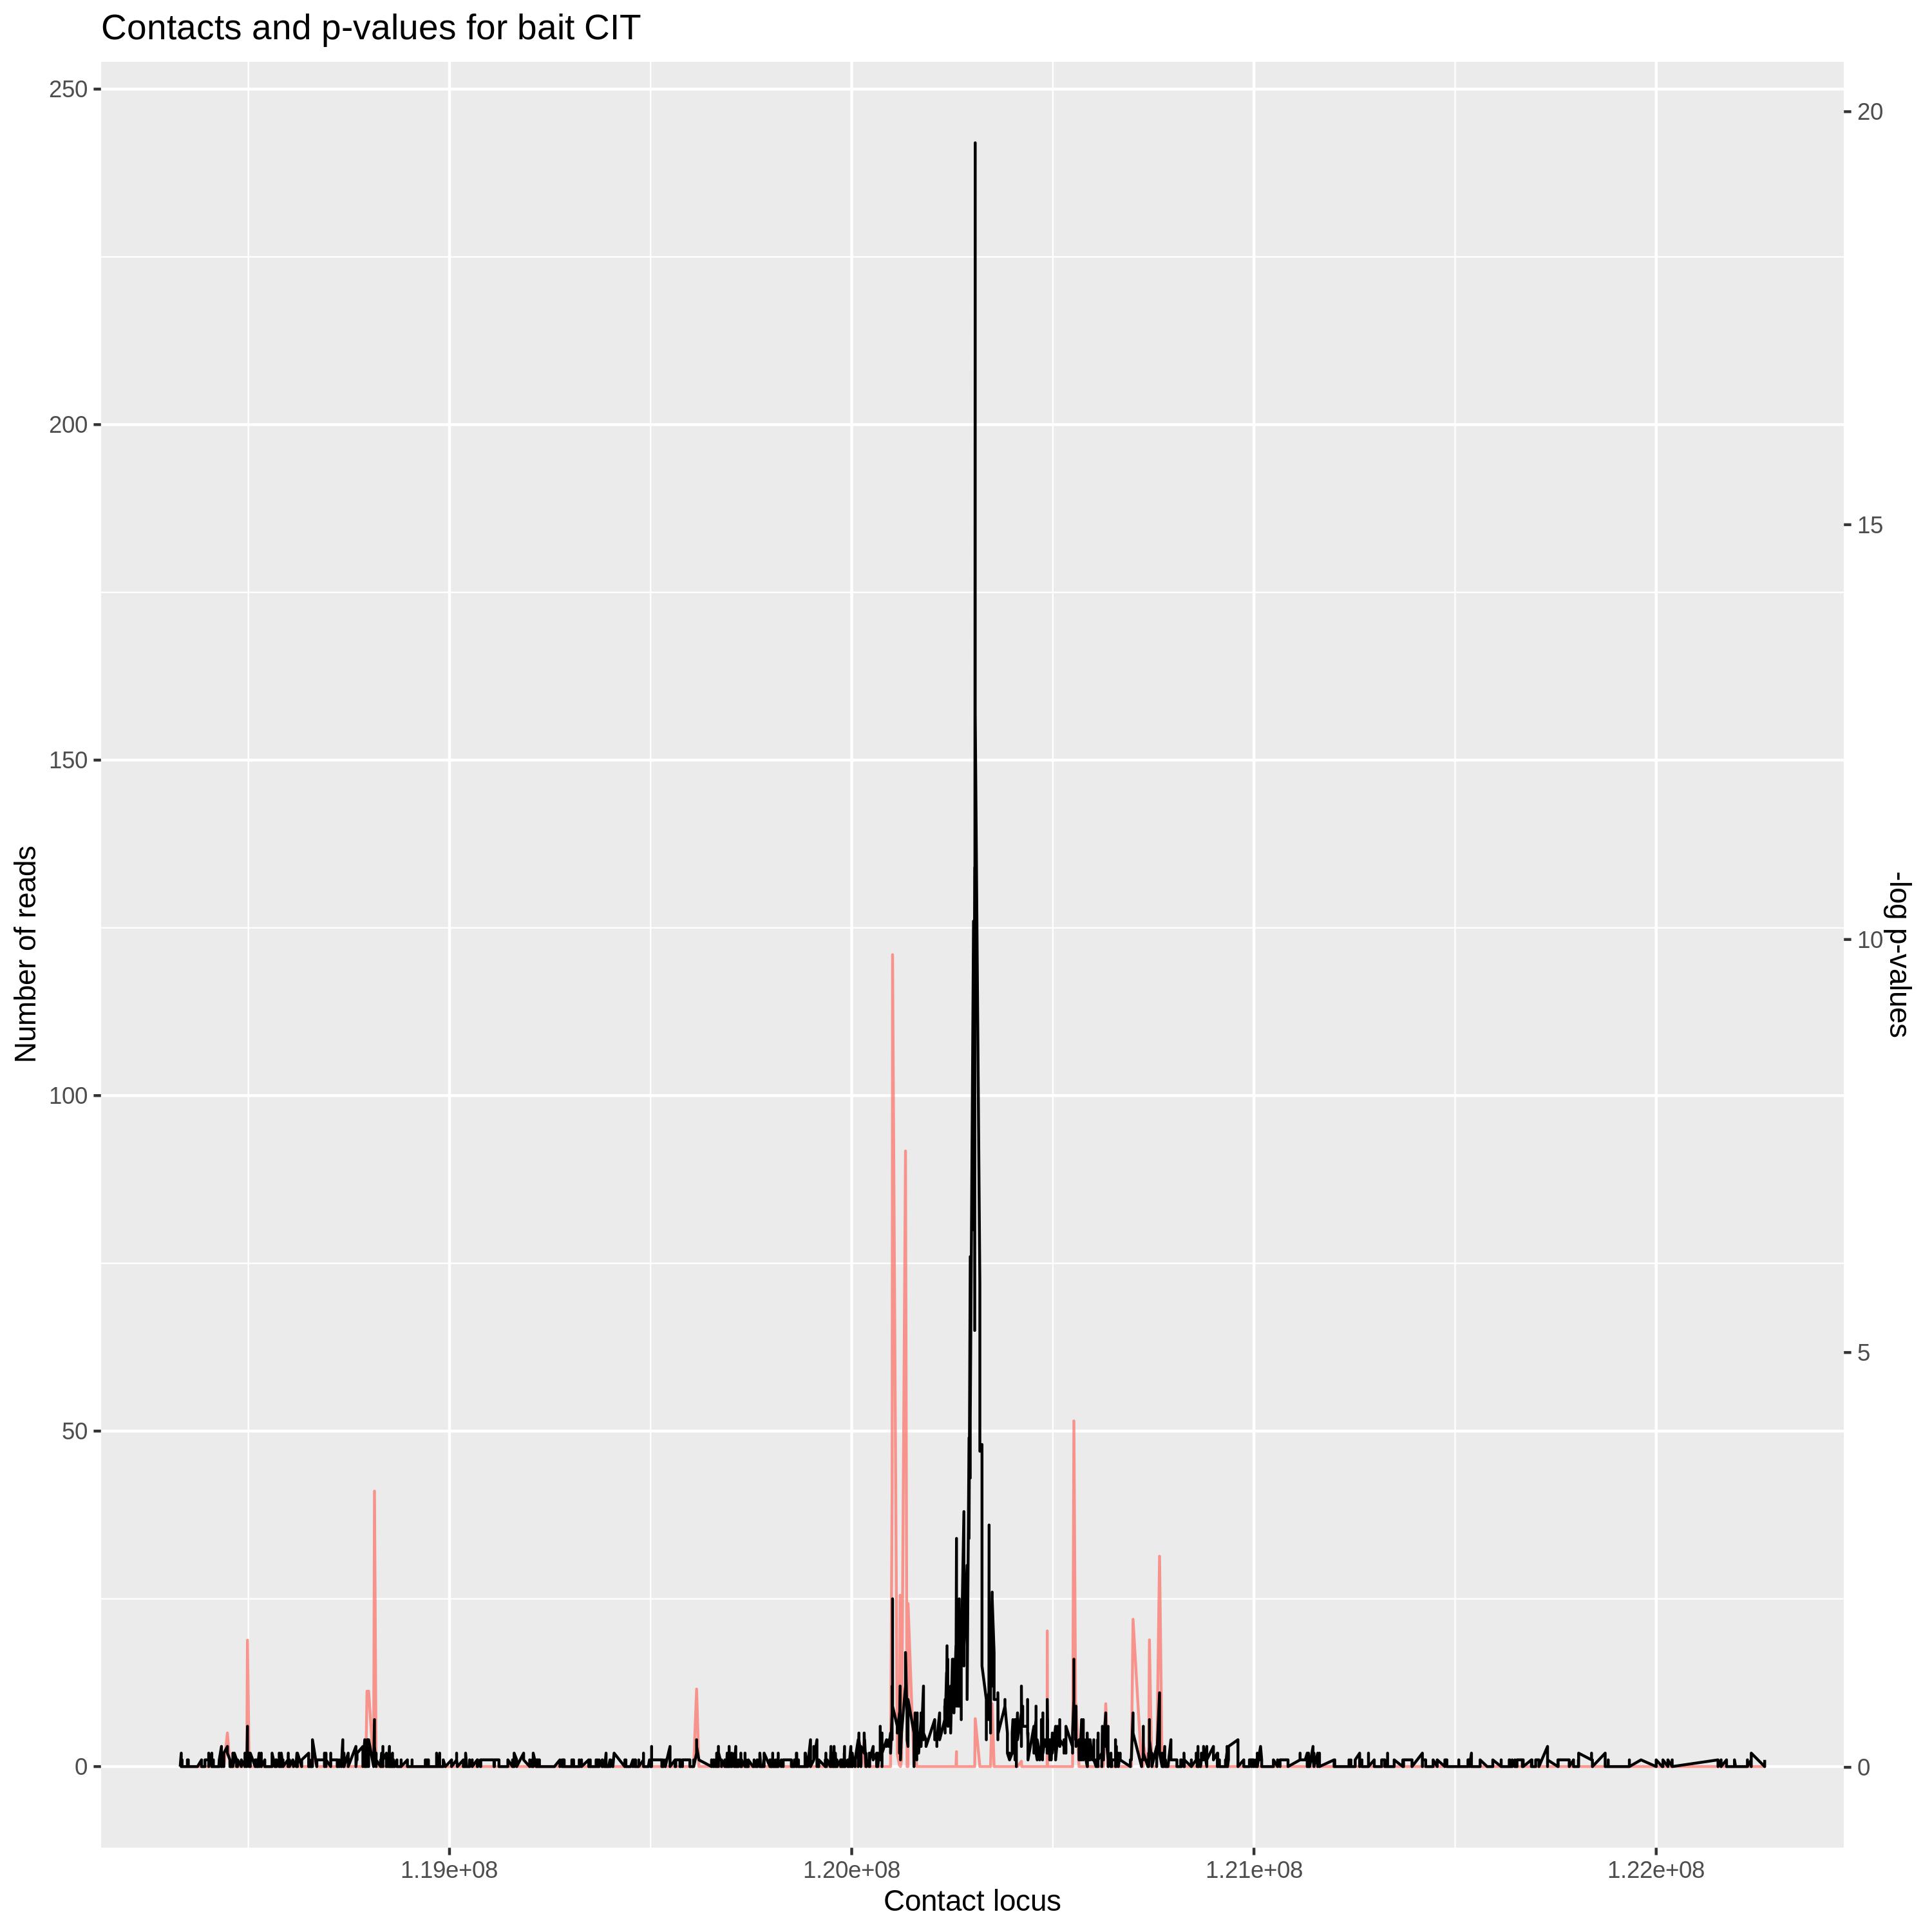 Contacts and p-values for bait CIT
250
200
150
100
50
0
Number of reads
20
15
10
5
0
-log p-values
1.19e+08
1.20e+08
1.21e+08
1.22e+08
Contact locus